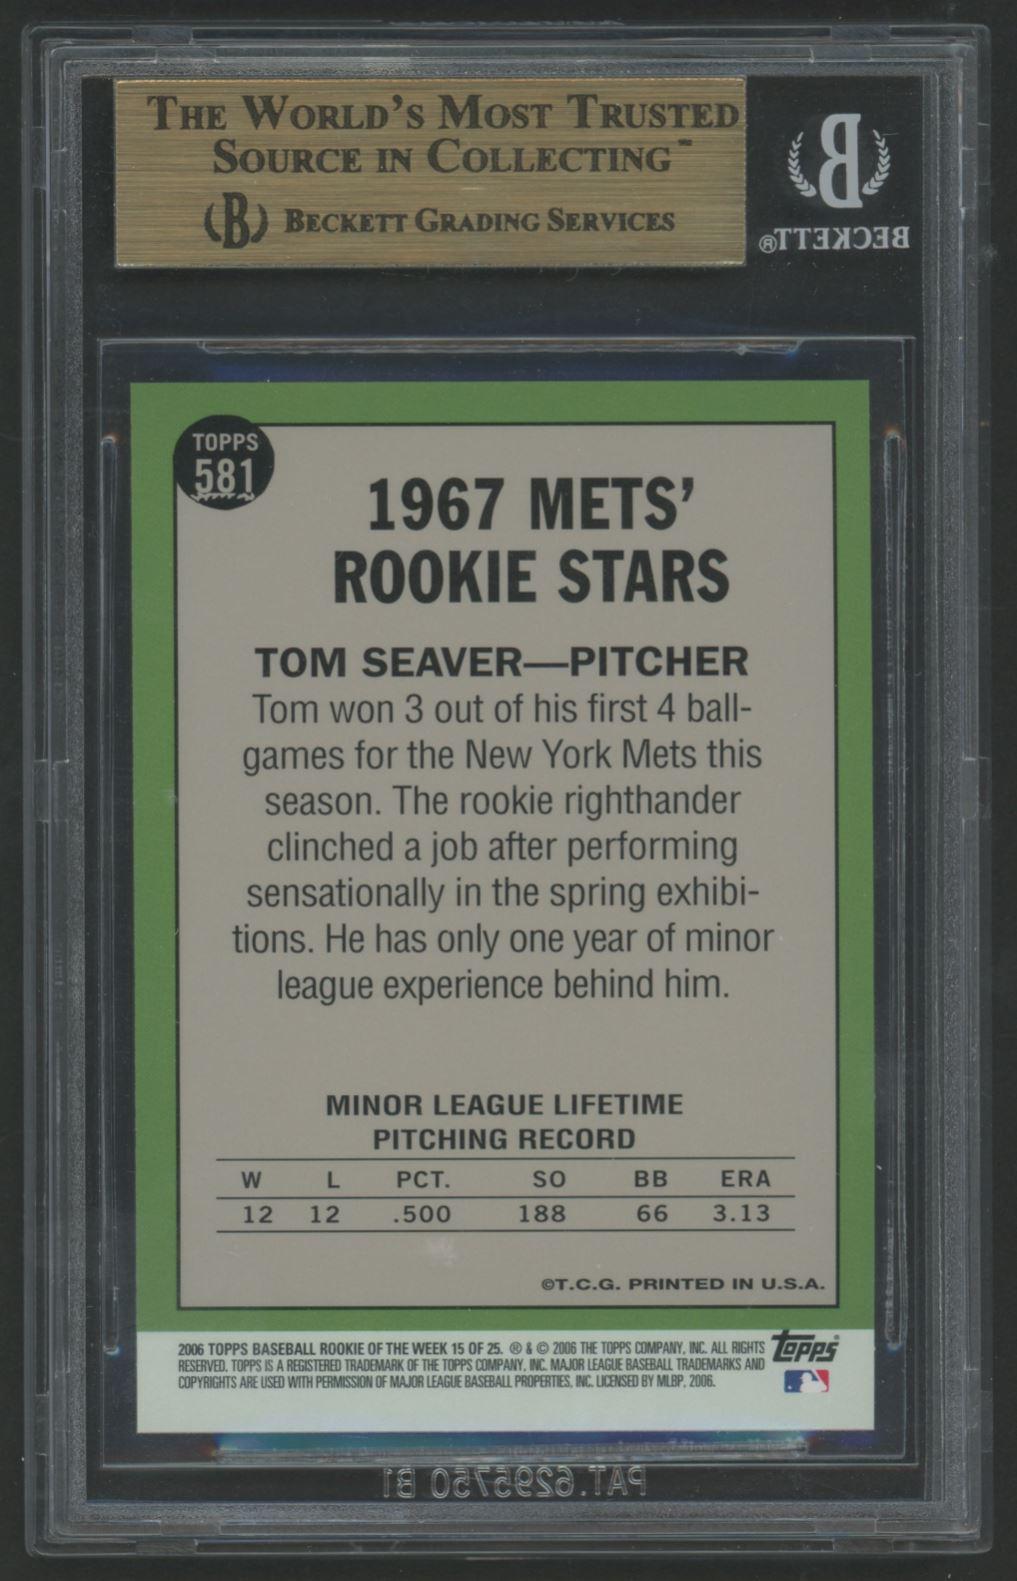 THE WORLD'S MOST TRUSTED
SOURCE IN COLLECTING™
(B) BECKETT GRADING SERVICES
B
BECKETT®
TOPPS
581
1967 METS'
ROOKIE STARS
TOM SEAVER—PITCHER
Tom won 3 out of his first 4 ball-
games for the New York Mets this
season. The rookie righthander
clinched a job after performing
sensationally in the spring exhibi-
tions. He has only one year of minor
league experience behind him.
MINOR LEAGUE LIFETIME
PITCHING RECORD
W L PCT. SO BB ERA
12 12 .500 188 66 3.13
©T.C.G. PRINTED IN U.S.A.
2006 TOPPS BASEBALL ROOKIE OF THE WEEK 15 OF 25. ® & © 2006 THE TOPPS COMPANY, INC. ALL RIGHTS
RESERVED. TOPPS IS A REGISTERED TRADEMARK OF THE TOPPS COMPANY, INC. MAJOR LEAGUE BASEBALL TRADEMARKS AND
COPYRIGHTS ARE USED WITH PERMISSION OF MAJOR LEAGUE BASEBALL PROPERTIES, INC. LICENSED BY MLBP, 2006.
Topps®
PAT.6295750 B1